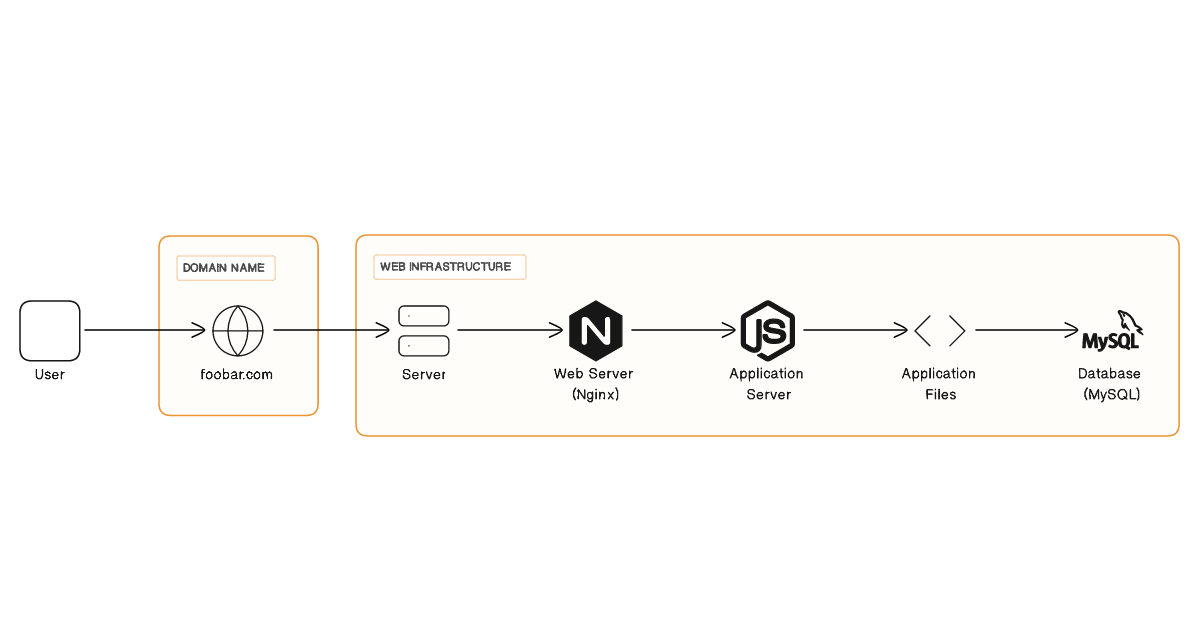 DOMAIN NAME
WEB INFRASTRUCTURE
N
JS
MySQL
User
foobar.com
Server
Web Server
(Nginx)
Application
Server
Application
Files
Database
(MySQL)